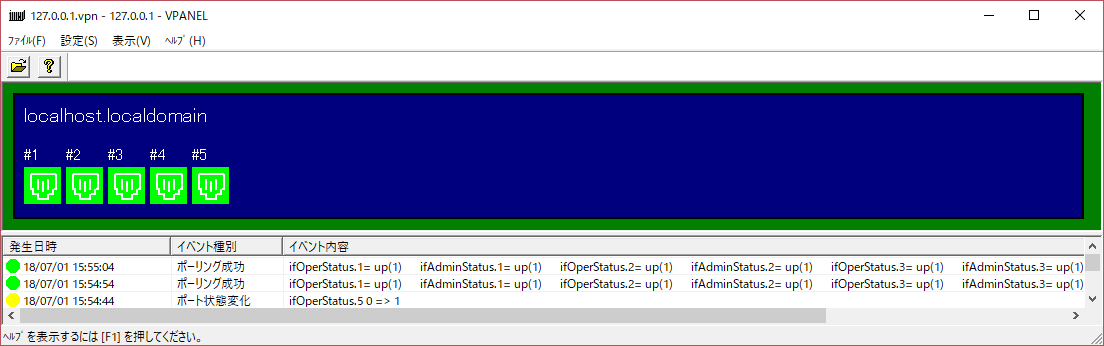 127.0.0.1.vpn - 127.0.0.1 - VPANEL
ﾌｧｲﾙ(F) 設定(S) 表示(V) ﾍﾙﾌﾟ(H)
localhost.localdomain
#1 #2 #3 #4 #5
発生日時 イベント種別 イベント内容
18/07/01 15:55:04 ポーリング成功 ifOperStatus.1= up(1) ifAdminStatus.1= up(1) ifOperStatus.2= up(1) ifAdminStatus.2= up(1) ifOperStatus.3= up(1) ifAdminStatus.3= up(1)
18/07/01 15:54:54 ポーリング成功 ifOperStatus.1= up(1) ifAdminStatus.1= up(1) ifOperStatus.2= up(1) ifAdminStatus.2= up(1) ifOperStatus.3= up(1) ifAdminStatus.3= up(1)
18/07/01 15:54:44 ポート状態変化 ifOperStatus.5 0 => 1
ﾍﾙﾌﾟを表示するには [F1] を押してください。